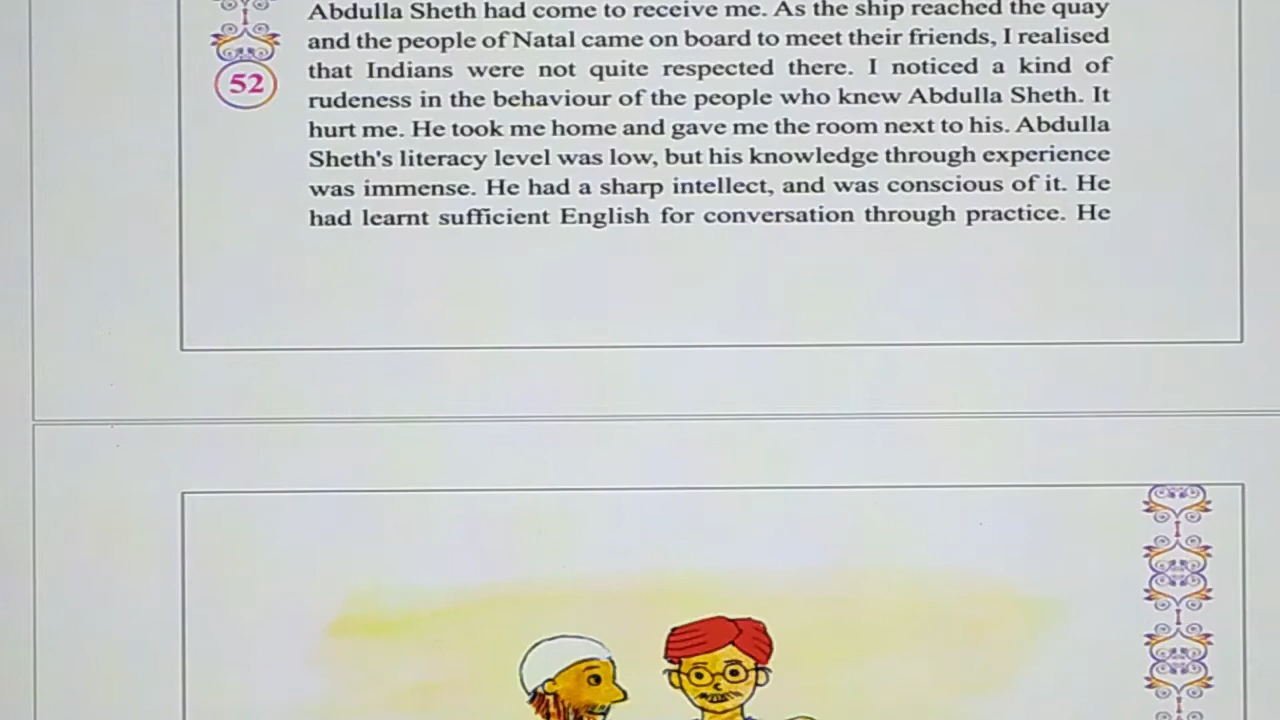 Abdulla Sheth had come to receive me. As the ship reached the quay
and the people of Natal came on board to meet their friends, I realised
that Indians were not quite respected there. I noticed a kind of
rudeness in the behaviour of the people who knew Abdulla Sheth. It
hurt me. He took me home and gave me the room next to his. Abdulla
Sheth's literacy level was low, but his knowledge through experience
was immense. He had a sharp intellect, and was conscious of it. He
had learnt sufficient English for conversation through practice. He
52